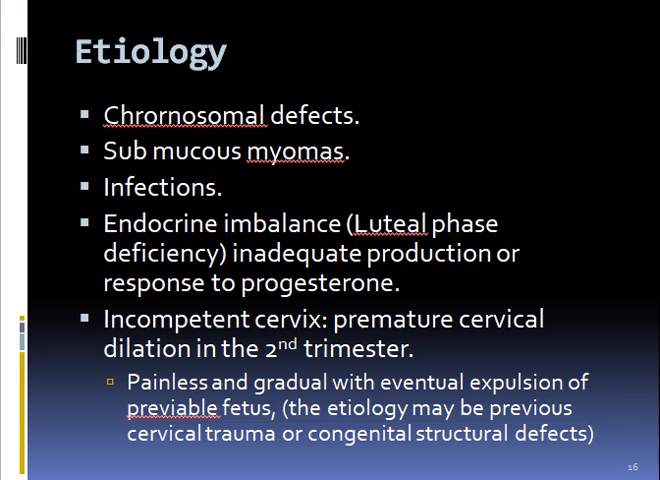 Etiology
Chrornosomal defects.
Sub mucous myomas.
Infections.
Endocrine imbalance (Luteal phase
deficiency) inadequate production or
response to progesterone.
Incompetent cervix: premature cervical
dilation in the 2nd trimester.
Painless and gradual with eventual expulsion of
previable fetus, (the etiology may be previous
cervical trauma or congenital structural defects)
16